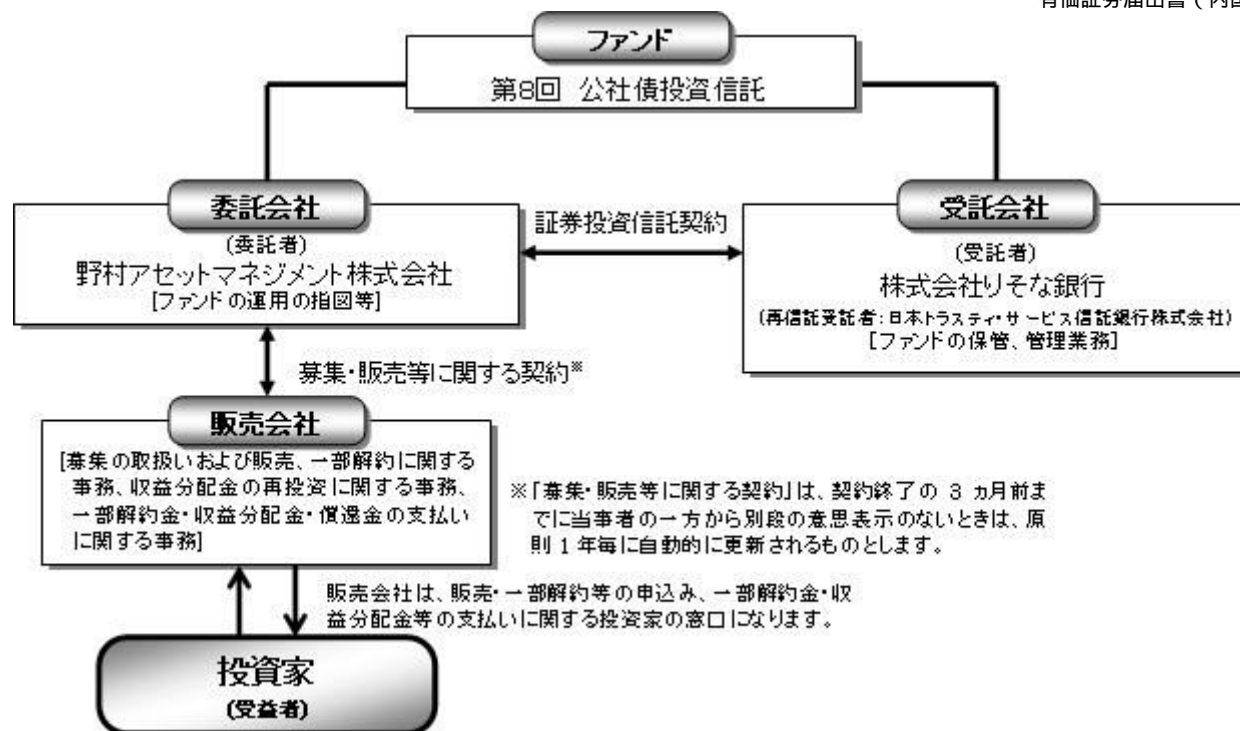 有価証券届出書（内国
ファンド
第8回 公社債投資信託
委託会社
(委託者)
野村アセットマネジメント株式会社
[ファンドの運用の指図等]
証券投資信託契約
受託会社
(受託者)
株式会社りそな銀行
(再信託受託者:日本トラスティ・サービス信託銀行株式会社)
[ファンドの保管、管理業務]
募集・販売等に関する契約※
販売会社
[募集の取扱いおよび販売、一部解約に関する
事務、収益分配金の再投資に関する事務、
一部解約金・収益分配金・償還金の支払い
に関する事務]
※「募集・販売等に関する契約」は、契約終了の 3 ヵ月前ま
でに当事者の一方から別段の意思表示のないときは、原
則 1 年毎に自動的に更新されるものとします。
販売会社は、販売・一部解約等の申込み、一部解約金・収
益分配金等の支払いに関する投資家の窓口になります。
投資家
(受益者)